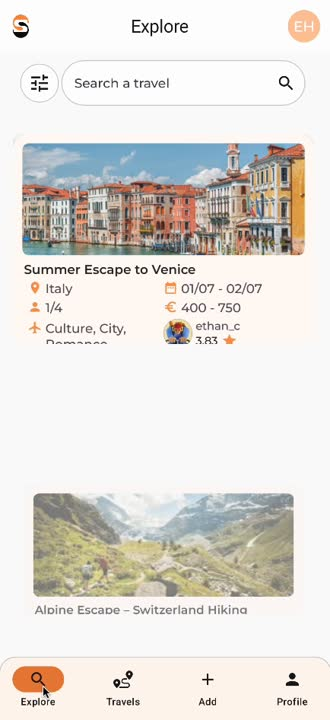 Explore
EH
Search a travel
Summer Escape to Venice
Italy
01/07 - 02/07
1/4
400 - 750
Culture, City,
Romance
ethan_c
3.83
Alpine Escape – Switzerland Hiking
Explore
Travels
Add
Profile